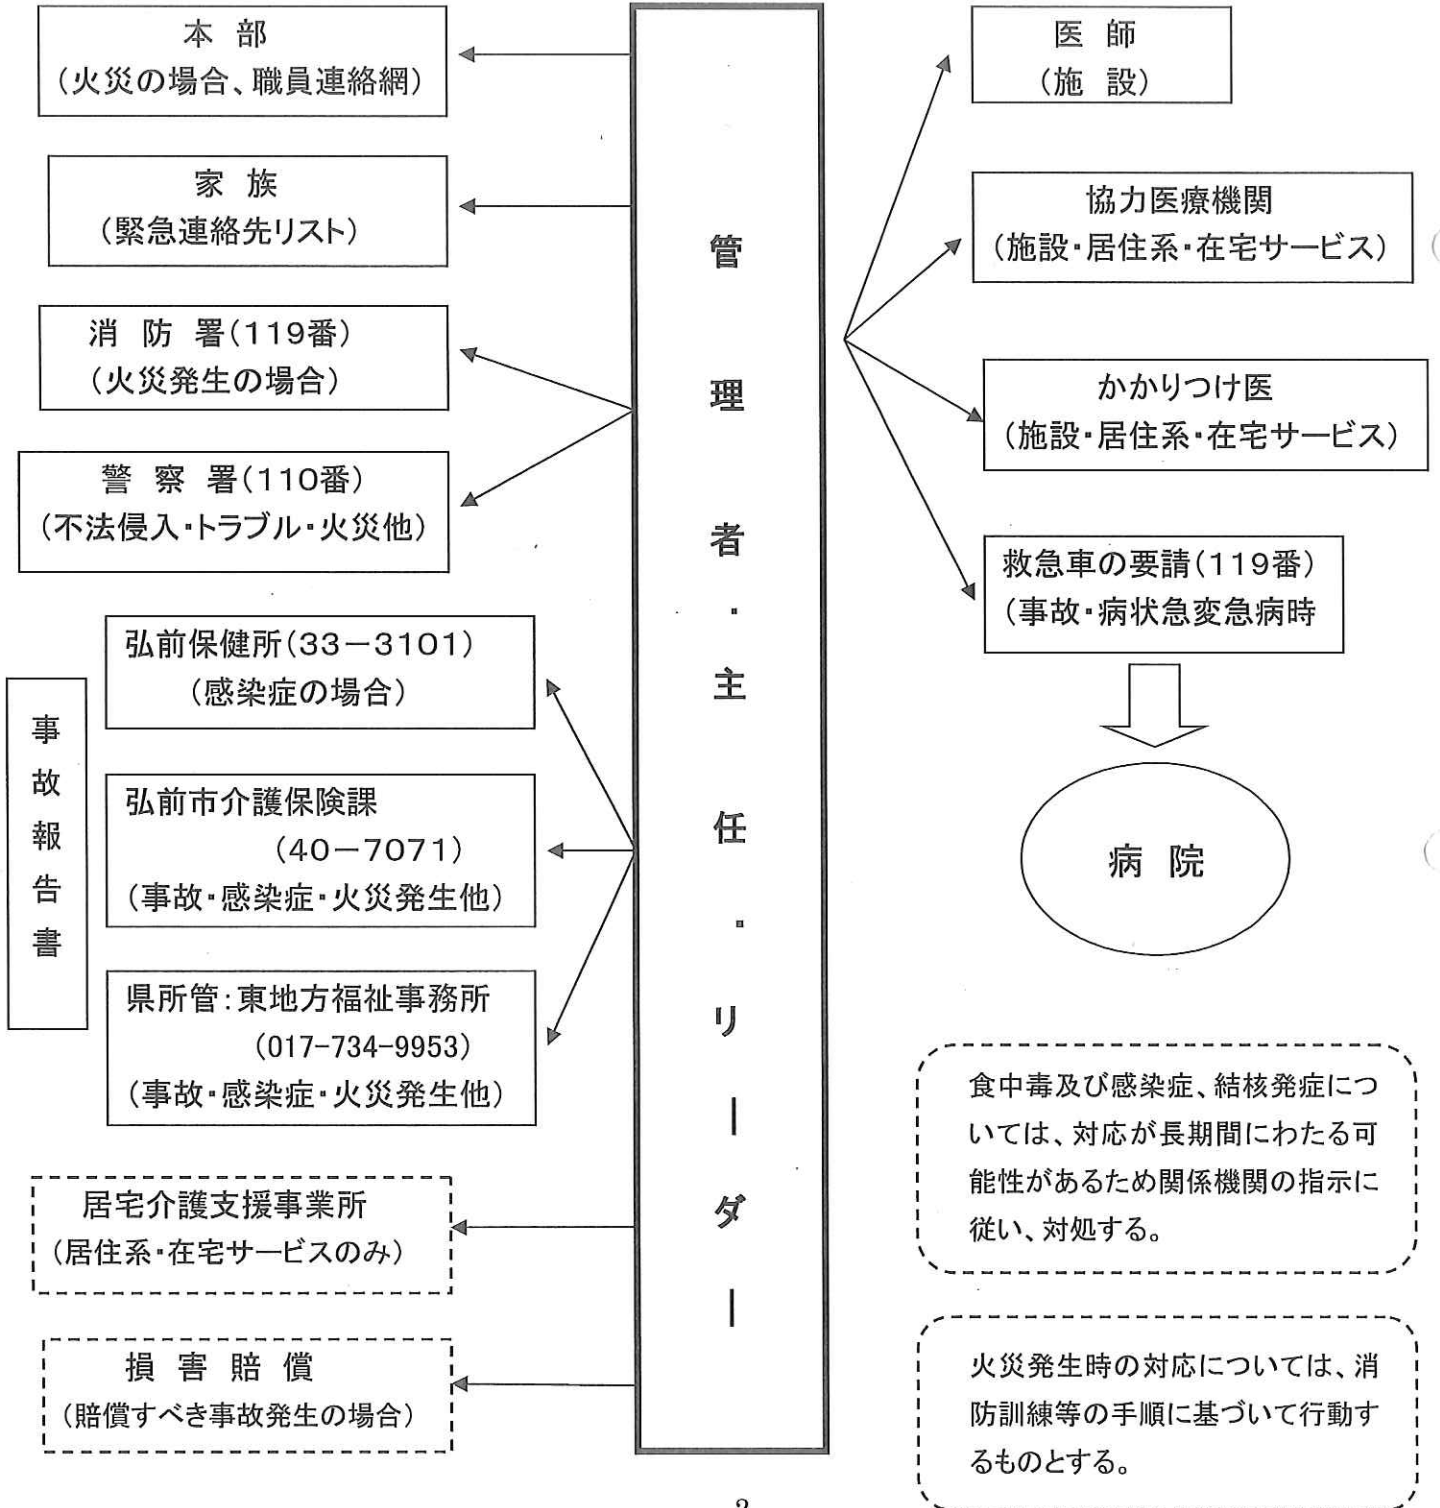 本 部
(火災の場合、職員連絡網)
家 族
(緊急連絡先リスト)
消 防 署(119番)
(火災発生の場合)
警 察 署(110番)
(不法侵入・トラブル・火災他)
事故報告書
弘前保健所(33－3101)
(感染症の場合)
弘前市介護保険課
(40－7071)
(事故・感染症・火災発生他)
県所管:東地方福祉事務所
(017-734-9953)
(事故・感染症・火災発生他)
居宅介護支援事業所
(居住系・在宅サービスのみ)
損 害 賠 償
(賠償すべき事故発生の場合)
管理者・主任・リーダー
医 師
(施 設)
協力医療機関
(施設・居住系・在宅サービス)
かかりつけ医
(施設・居住系・在宅サービス)
救急車の要請(119番)
(事故・病状急変急病時
病 院
食中毒及び感染症、結核発症につ
いては、対応が長期間にわたる可
能性があるため関係機関の指示に
従い、対処する。
火災発生時の対応については、消
防訓練等の手順に基づいて行動す
るものとする。